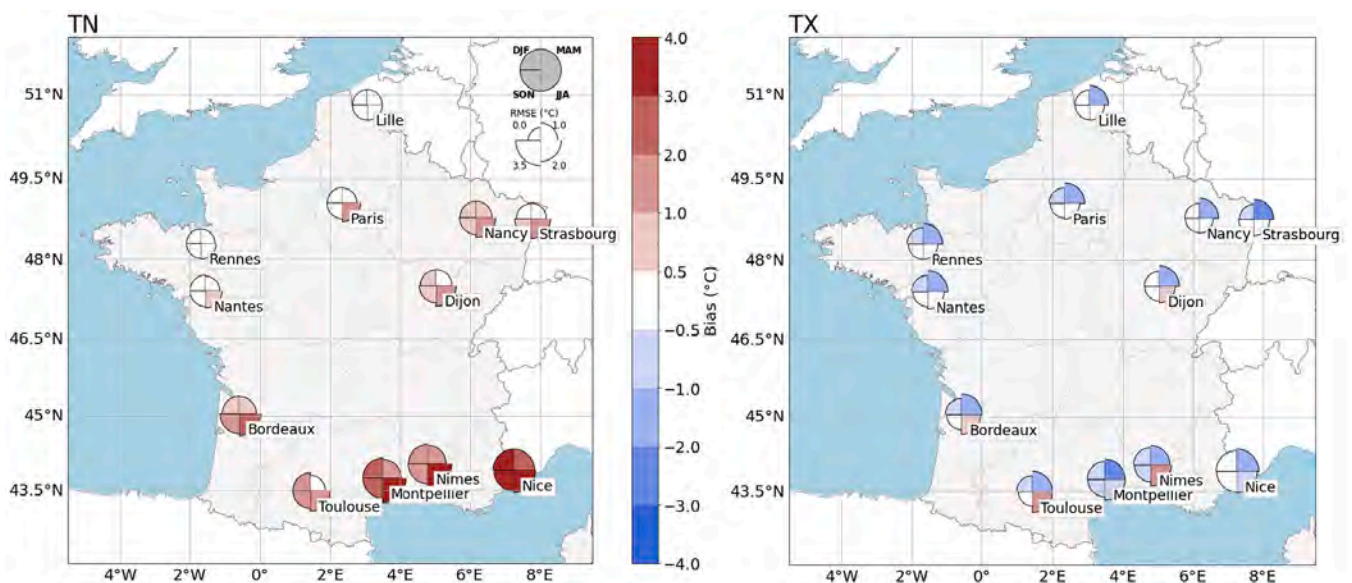 TN
DJF MAM
SON JJA
RMSE (°C)
0.0 1.0
3.5 2.0
51°N
49.5°N
48°N
46.5°N
45°N
43.5°N
4°W 2°W 0° 2°E 4°E 6°E 8°E
Lille
Paris
Nancy
Strasbourg
Rennes
Nantes
Dijon
Bordeaux
Toulouse
Montpellier
Nimes
Nice
4.0
3.0
2.0
1.0
0.5
−0.5
−1.0
−2.0
−3.0
−4.0
Bias (°C)
TX
51°N
49.5°N
48°N
46.5°N
45°N
43.5°N
4°W 2°W 0° 2°E 4°E 6°E 8°E
Lille
Paris
Nancy
Strasbourg
Rennes
Nantes
Dijon
Bordeaux
Toulouse
Montpellier
Nimes
Nice